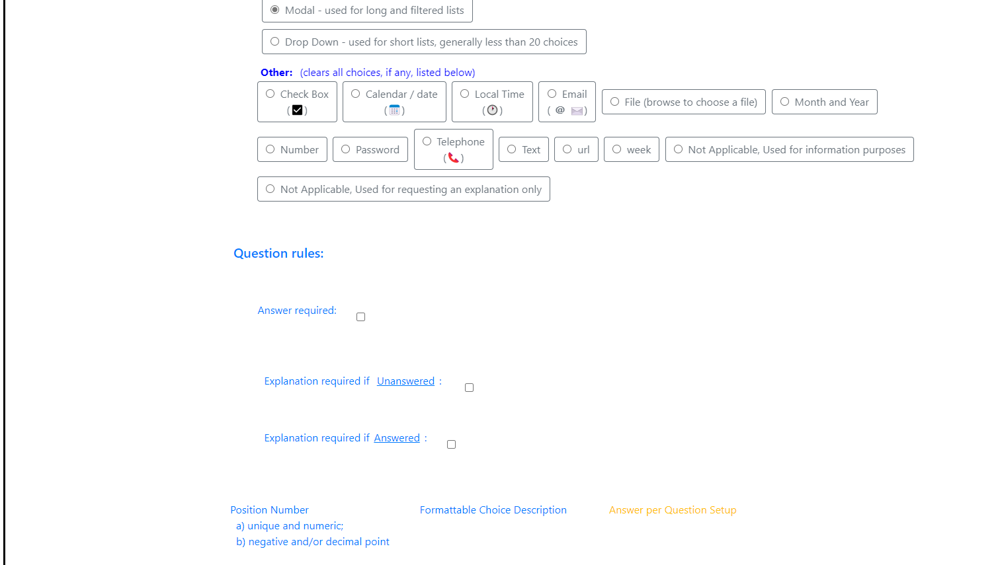 Modal - used for long and filtered lists
Drop Down - used for short lists, generally less than 20 choices
Other: (clears all choices, if any, listed below)
Check Box
(☑)
Calendar / date
(📅)
Local Time
(🕐)
Email
( @ ✉)
File (browse to choose a file)
Month and Year
Number
Password
Telephone
(📞)
Text
url
week
Not Applicable, Used for information purposes
Not Applicable, Used for requesting an explanation only
Question rules:
Answer required:
Explanation required if Unanswered :
Explanation required if Answered :
Position Number
a) unique and numeric;
b) negative and/or decimal point
Formattable Choice Description
Answer per Question Setup